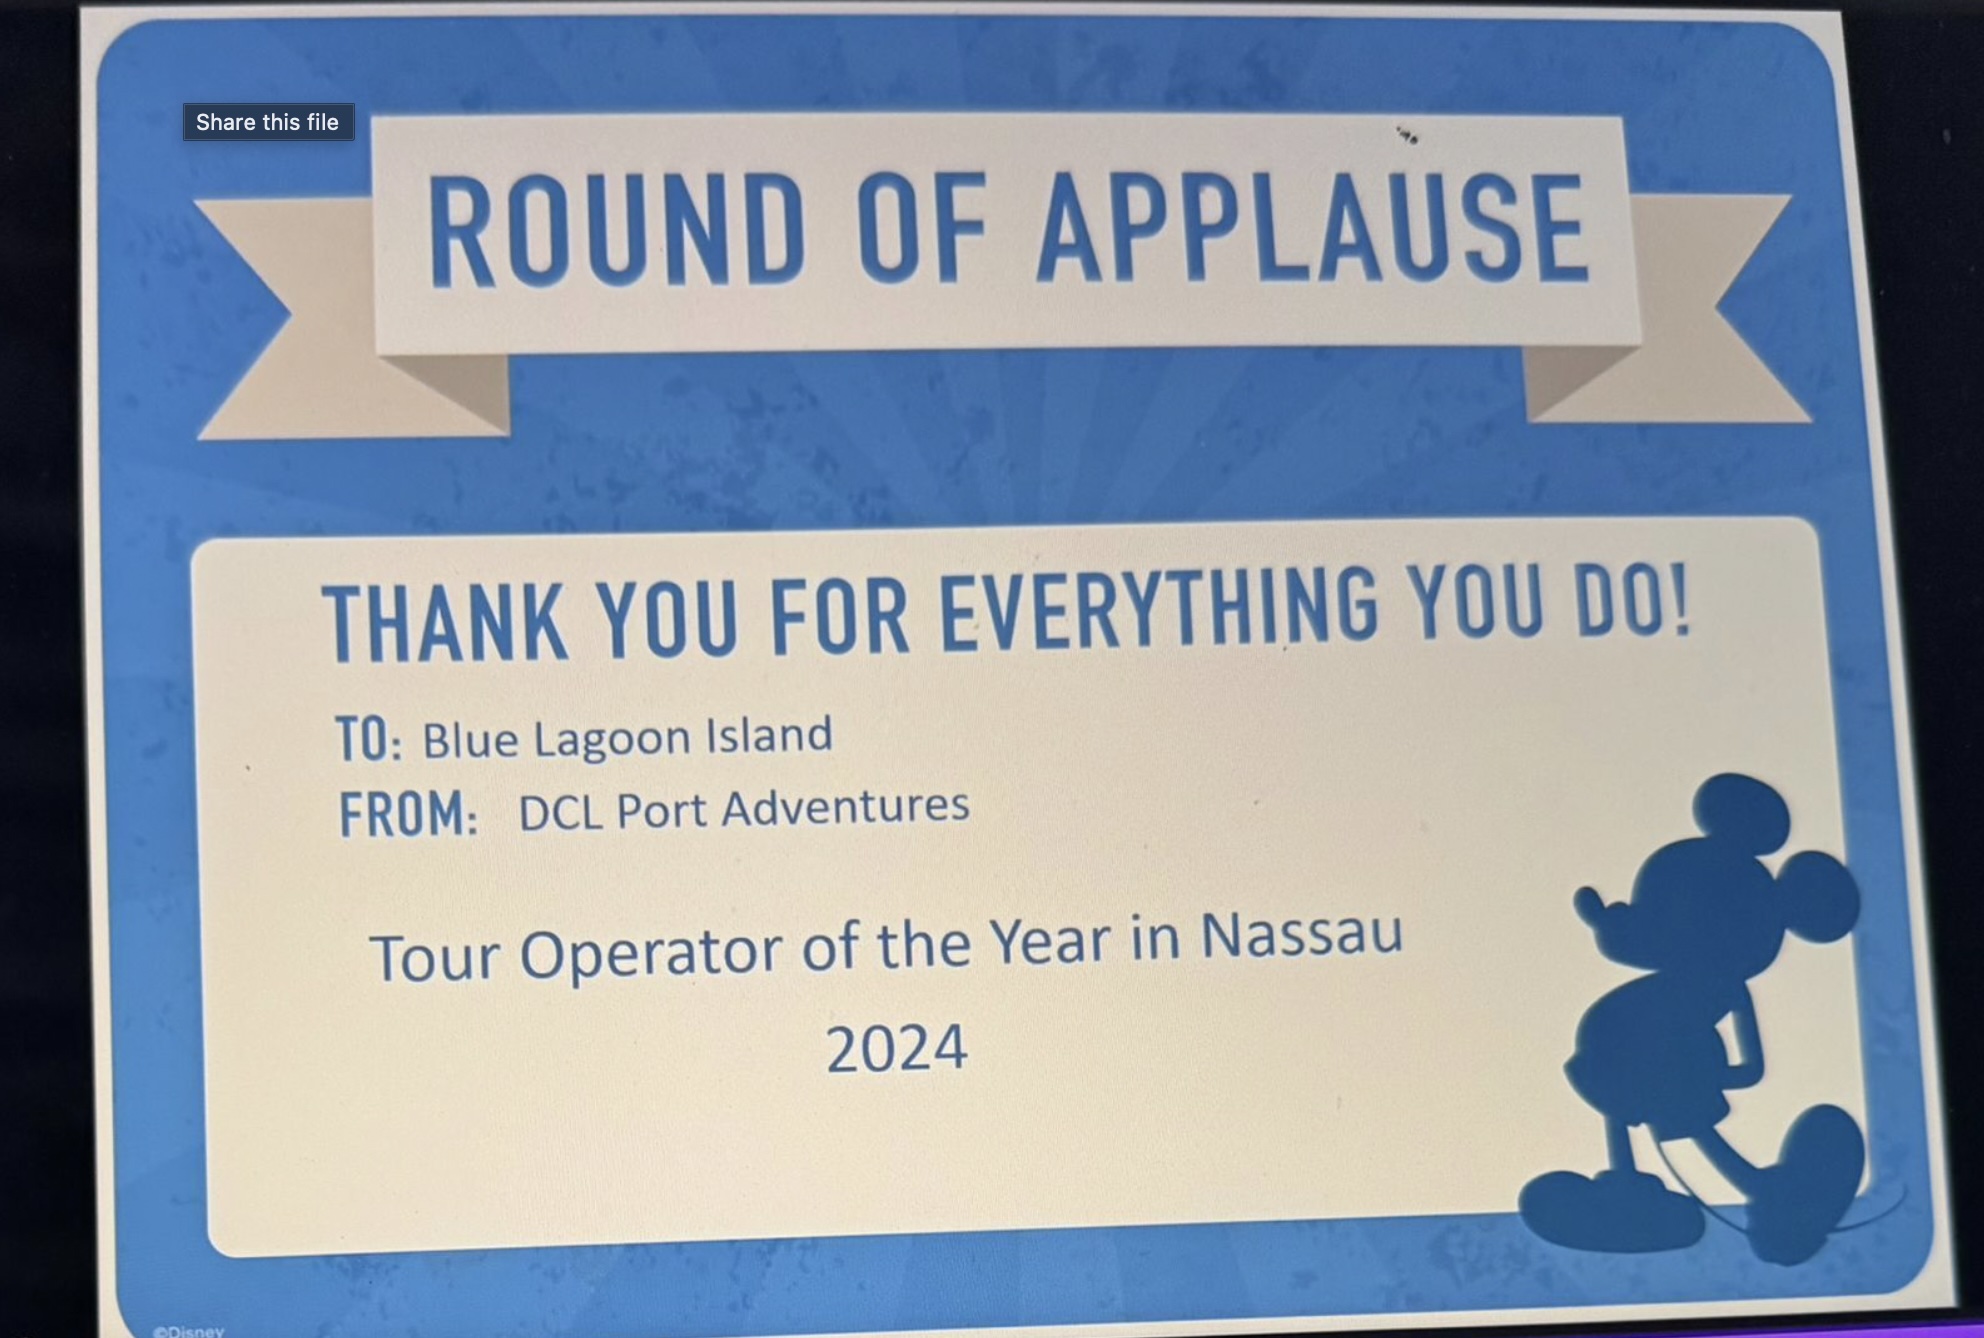 Share this file
ROUND OF APPLAUSE
THANK YOU FOR EVERYTHING YOU DO!
TO: Blue Lagoon Island
FROM: DCL Port Adventures
Tour Operator of the Year in Nassau
2024
©Disney